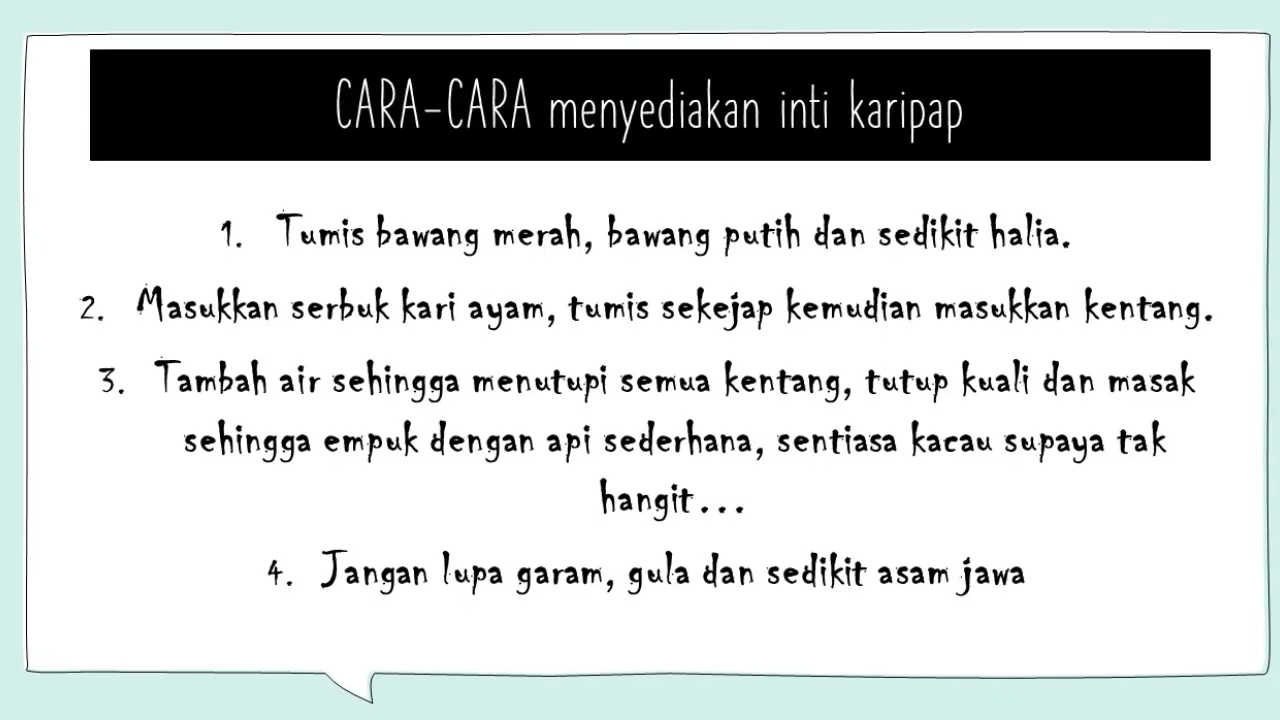 CARA-CARA menyediakan inti karipap
1. Tumis bawang merah, bawang putih dan sedikit halia.
2. Masukkan serbuk kari ayam, tumis sekejap kemudian masukkan kentang.
3. Tambah air sehingga menutupi semua kentang, tutup kuali dan masak
sehingga empuk dengan api sederhana, sentiasa kacau supaya tak
hangit...
4. Jangan lupa garam, gula dan sedikit asam jawa